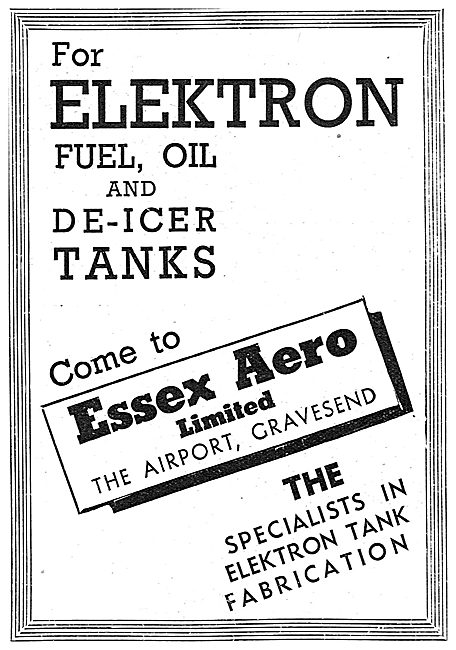 For
ELEKTRON
FUEL, OIL
AND
DE-ICER
TANKS
Come to
Essex Aero
Limited
THE AIRPORT, GRAVESEND
THE
SPECIALISTS IN
ELEKTRON TANK
FABRICATION